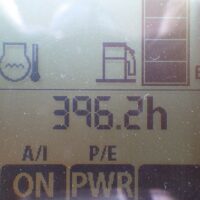 E
396.2h
A/I P/E
ON PWR